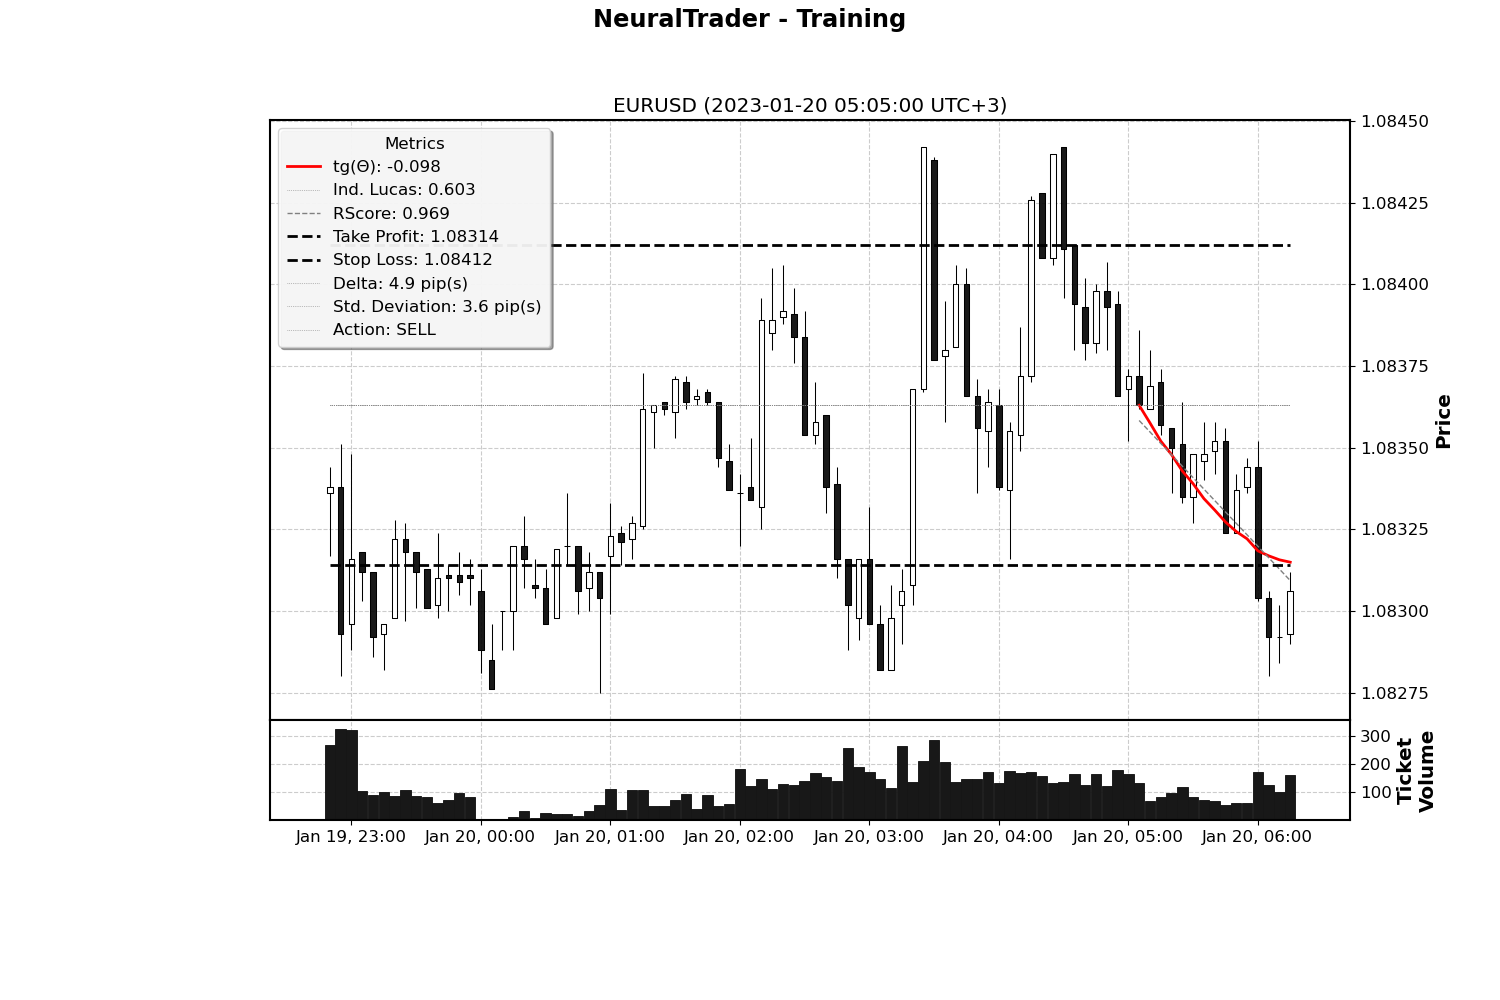 NeuralTrader - Training
EURUSD (2023-01-20 05:05:00 UTC+3)
Metrics
tg(Θ): -0.098
Ind. Lucas: 0.603
RScore: 0.969
Take Profit: 1.08314
Stop Loss: 1.08412
Delta: 4.9 pip(s)
Std. Deviation: 3.6 pip(s)
Action: SELL
1.08450
1.08425
1.08400
1.08375
1.08350
1.08325
1.08300
1.08275
Price
300
200
100
Ticket
Volume
Jan 19, 23:00
Jan 20, 00:00
Jan 20, 01:00
Jan 20, 02:00
Jan 20, 03:00
Jan 20, 04:00
Jan 20, 05:00
Jan 20, 06:00